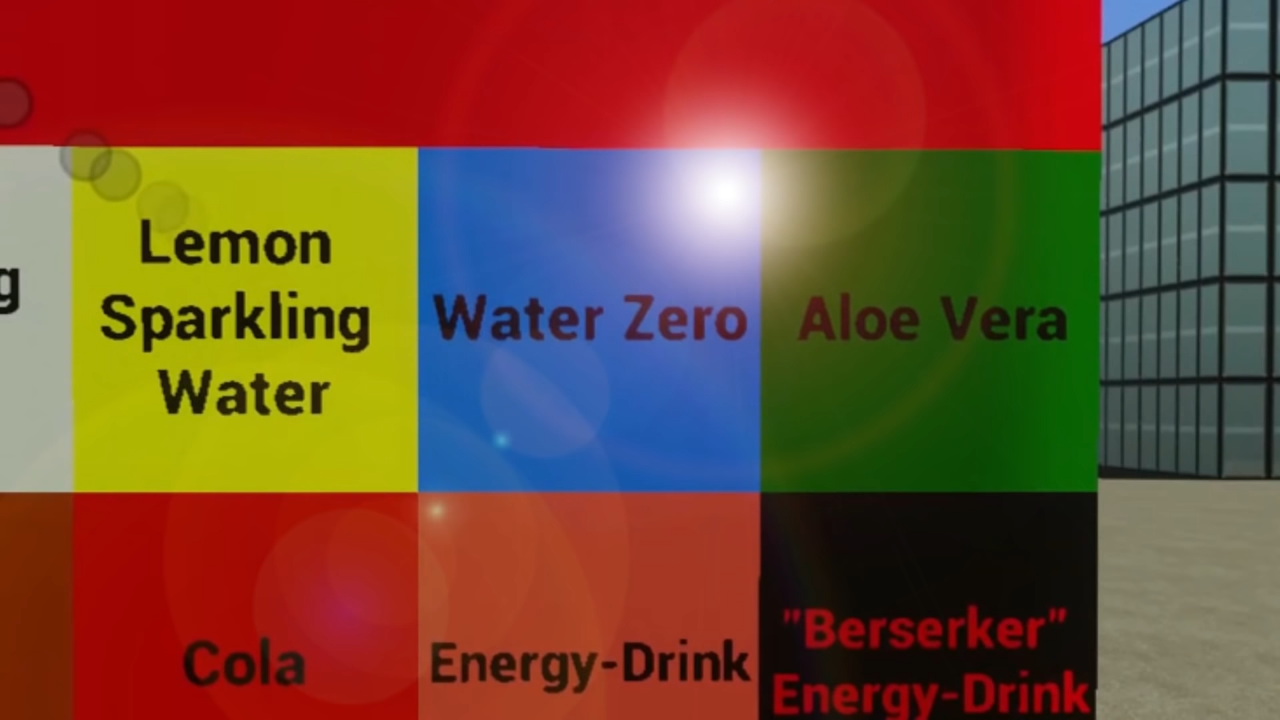 g
Lemon
Sparkling
Water
Water Zero
Aloe Vera
Cola
Energy-Drink
"Berserker"
Energy-Drink